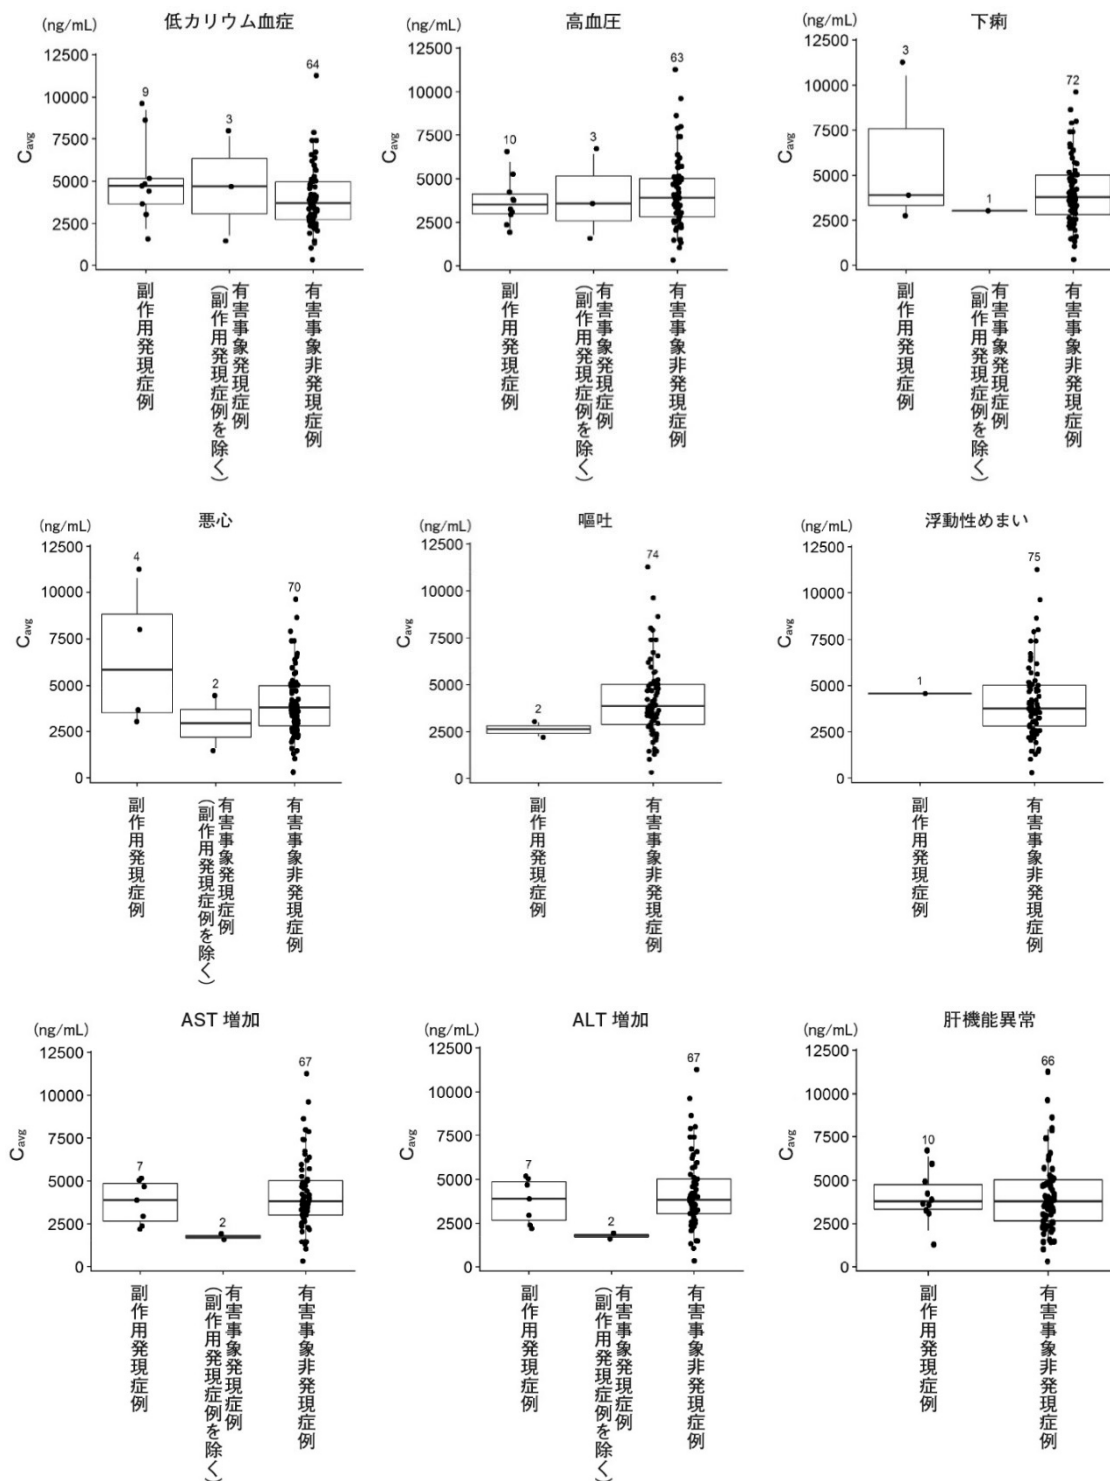 低カリウム血症
(ng/mL)
12500
10000
7500
5000
2500
0
Cavg
9
3
64
副作用発現症例
有害事象発現症例
(副作用発現症例を除く)
有害事象非発現症例
高血圧
(ng/mL)
12500
10000
7500
5000
2500
0
Cavg
10
3
63
副作用発現症例
有害事象発現症例
(副作用発現症例を除く)
有害事象非発現症例
下痢
(ng/mL)
12500
10000
7500
5000
2500
0
Cavg
3
1
72
副作用発現症例
有害事象発現症例
(副作用発現症例を除く)
有害事象非発現症例
悪心
(ng/mL)
12500
10000
7500
5000
2500
0
Cavg
4
2
70
副作用発現症例
有害事象発現症例
(副作用発現症例を除く)
有害事象非発現症例
嘔吐
(ng/mL)
12500
10000
7500
5000
2500
0
Cavg
2
74
副作用発現症例
有害事象非発現症例
浮動性めまい
(ng/mL)
12500
10000
7500
5000
2500
0
Cavg
1
75
副作用発現症例
有害事象非発現症例
AST 増加
(ng/mL)
12500
10000
7500
5000
2500
0
Cavg
7
2
67
副作用発現症例
有害事象発現症例
(副作用発現症例を除く)
有害事象非発現症例
ALT 増加
(ng/mL)
12500
10000
7500
5000
2500
0
Cavg
7
2
67
副作用発現症例
有害事象発現症例
(副作用発現症例を除く)
有害事象非発現症例
肝機能異常
(ng/mL)
12500
10000
7500
5000
2500
0
Cavg
10
66
副作用発現症例
有害事象非発現症例